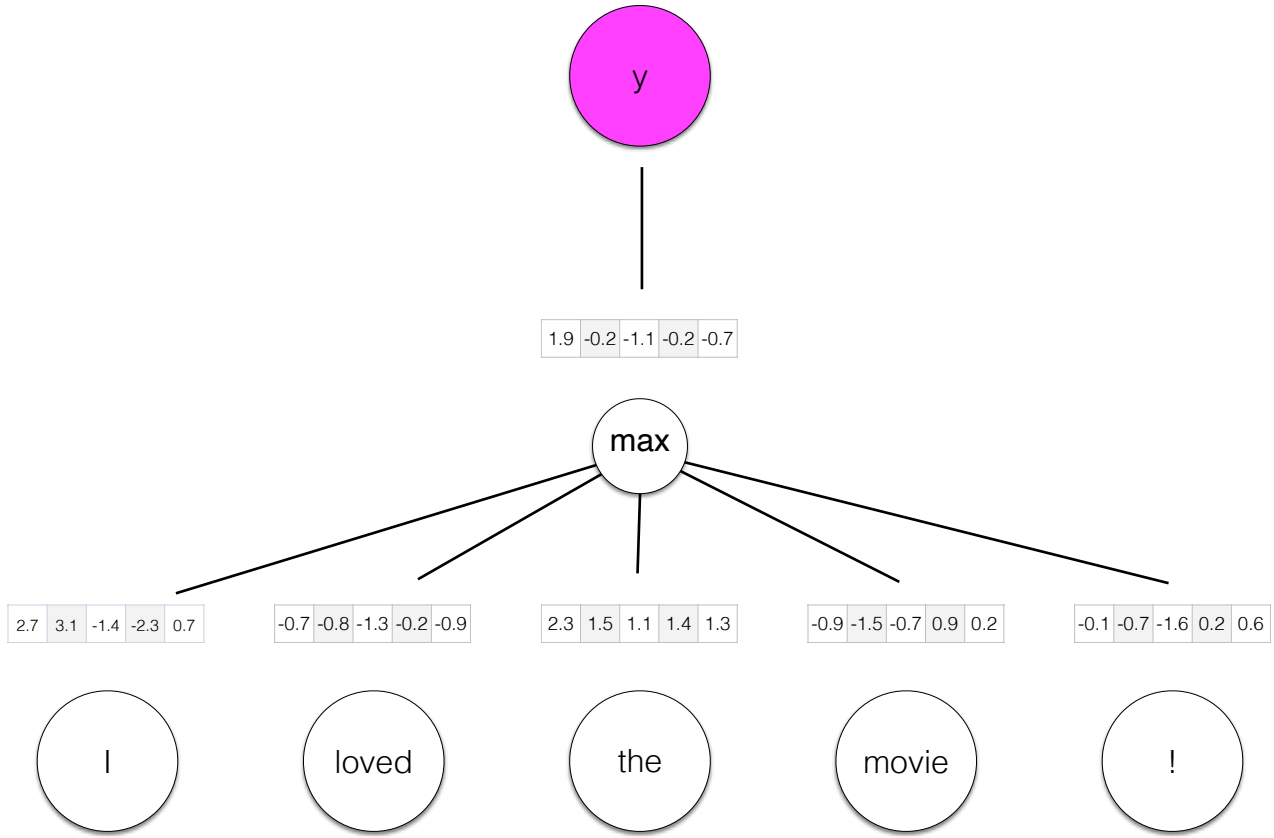 y
1.9 -0.2 -1.1 -0.2 -0.7
max
2.7 3.1 -1.4 -2.3 0.7 -0.7 -0.8 -1.3 -0.2 -0.9 2.3 1.5 1.1 1.4 1.3 -0.9 -1.5 -0.7 0.9 0.2 -0.1 -0.7 -1.6 0.2 0.6
I loved the movie !